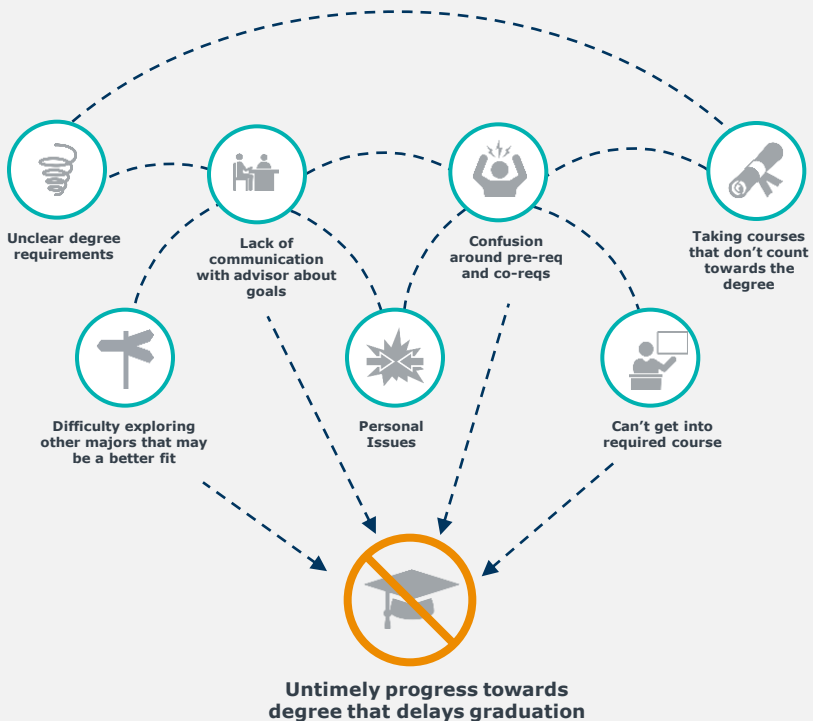 Unclear degree
requirements
Lack of
communication
with advisor about
goals
Confusion
around pre-req
and co-reqs
Taking courses
that don't count
towards the
degree
Difficulty exploring
other majors that may
be a better fit
Personal
Issues
Can't get into
required course
Untimely progress towards
degree that delays graduation